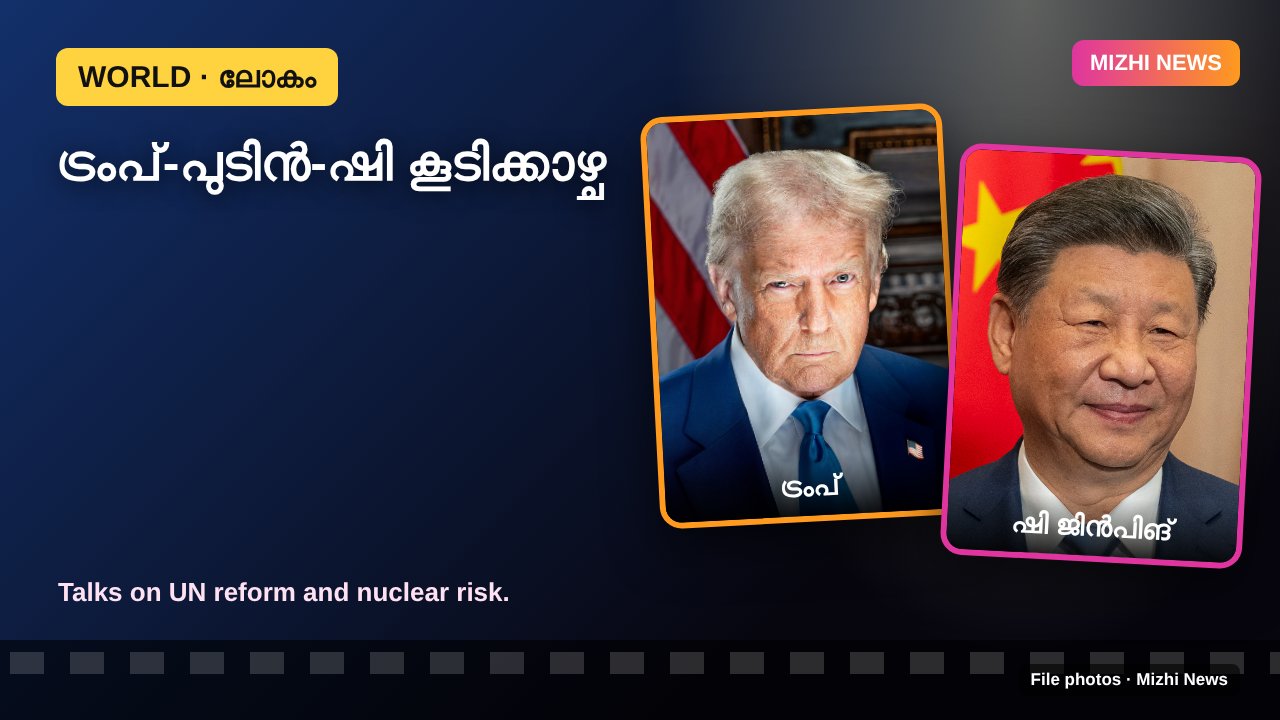 WORLD · ലോകം
MIZHI NEWS
ട്രംപ്-പുടിൻ-ഷി കൂടിക്കാഴ്ച
ട്രംപ്
ഷി ജിൻപിങ്
Talks on UN reform and nuclear risk.
File photos · Mizhi News